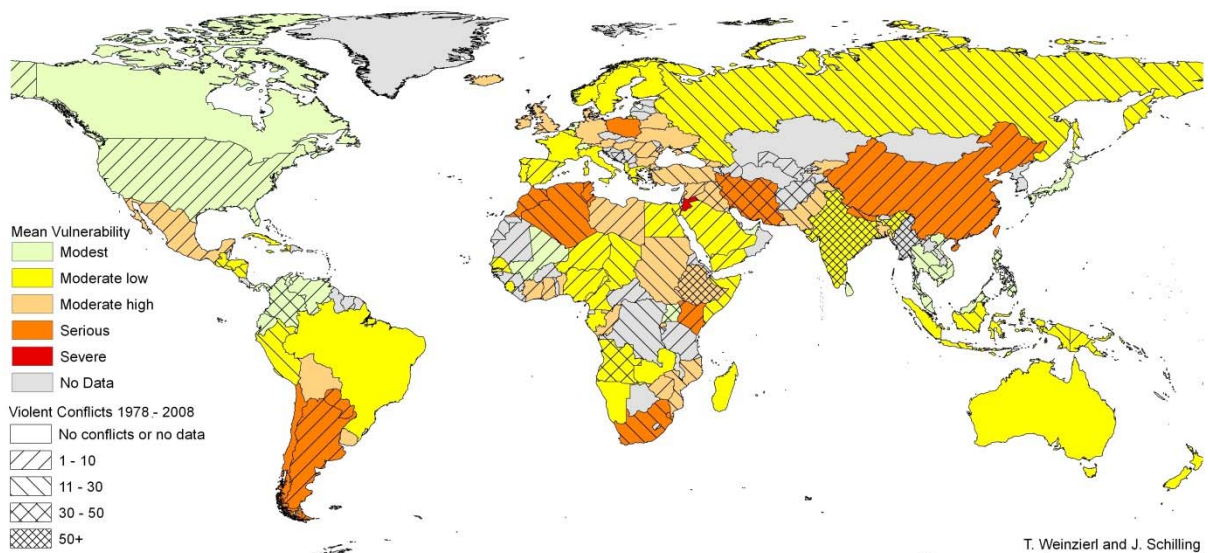 Mean Vulnerability
Modest
Moderate low
Moderate high
Serious
Severe
No Data
Violent Conflicts 1978 - 2008
No conflicts or no data
1 - 10
11 - 30
30 - 50
50+
T. Weinzierl and J. Schilling